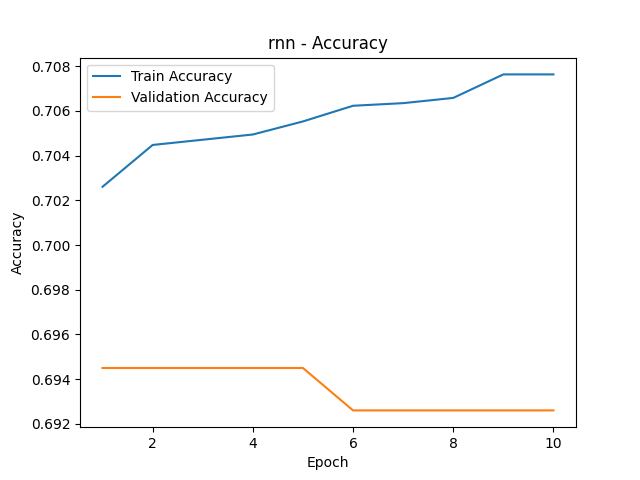 rnn - Accuracy
Train Accuracy
Validation Accuracy
Accuracy
0.708
0.706
0.704
0.702
0.700
0.698
0.696
0.694
0.692
2
4
6
8
10
Epoch